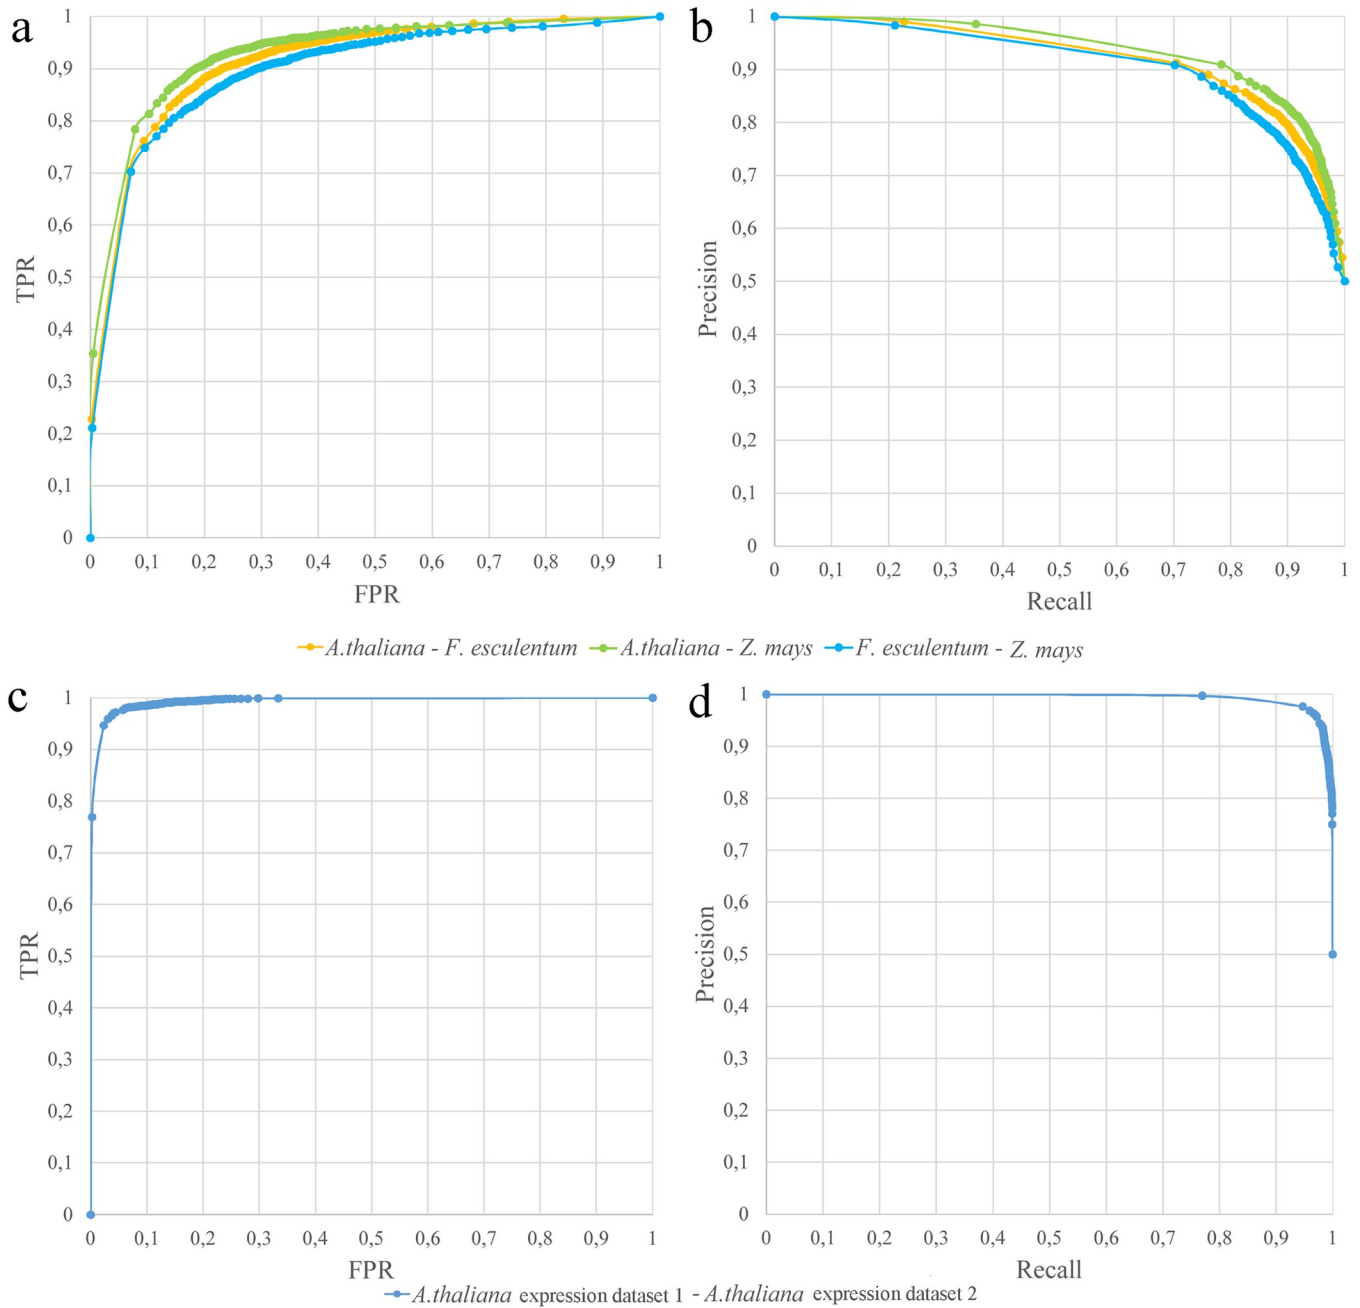 a
1
0,9
0,8
0,7
0,6
0,5
0,4
0,3
0,2
0,1
0
TPR
0 0,1 0,2 0,3 0,4 0,5 0,6 0,7 0,8 0,9 1
FPR
b
1
0,9
0,8
0,7
0,6
0,5
0,4
0,3
0,2
0,1
0
Precision
0 0,1 0,2 0,3 0,4 0,5 0,6 0,7 0,8 0,9 1
Recall
A.thaliana - F. esculentum A.thaliana - Z. mays F. esculentum - Z. mays
c
1
0,9
0,8
0,7
0,6
0,5
0,4
0,3
0,2
0,1
0
TPR
0 0,1 0,2 0,3 0,4 0,5 0,6 0,7 0,8 0,9 1
FPR
d
1
0,9
0,8
0,7
0,6
0,5
0,4
0,3
0,2
0,1
0
Precision
0 0,1 0,2 0,3 0,4 0,5 0,6 0,7 0,8 0,9 1
Recall
A.thaliana expression dataset 1 - A.thaliana expression dataset 2